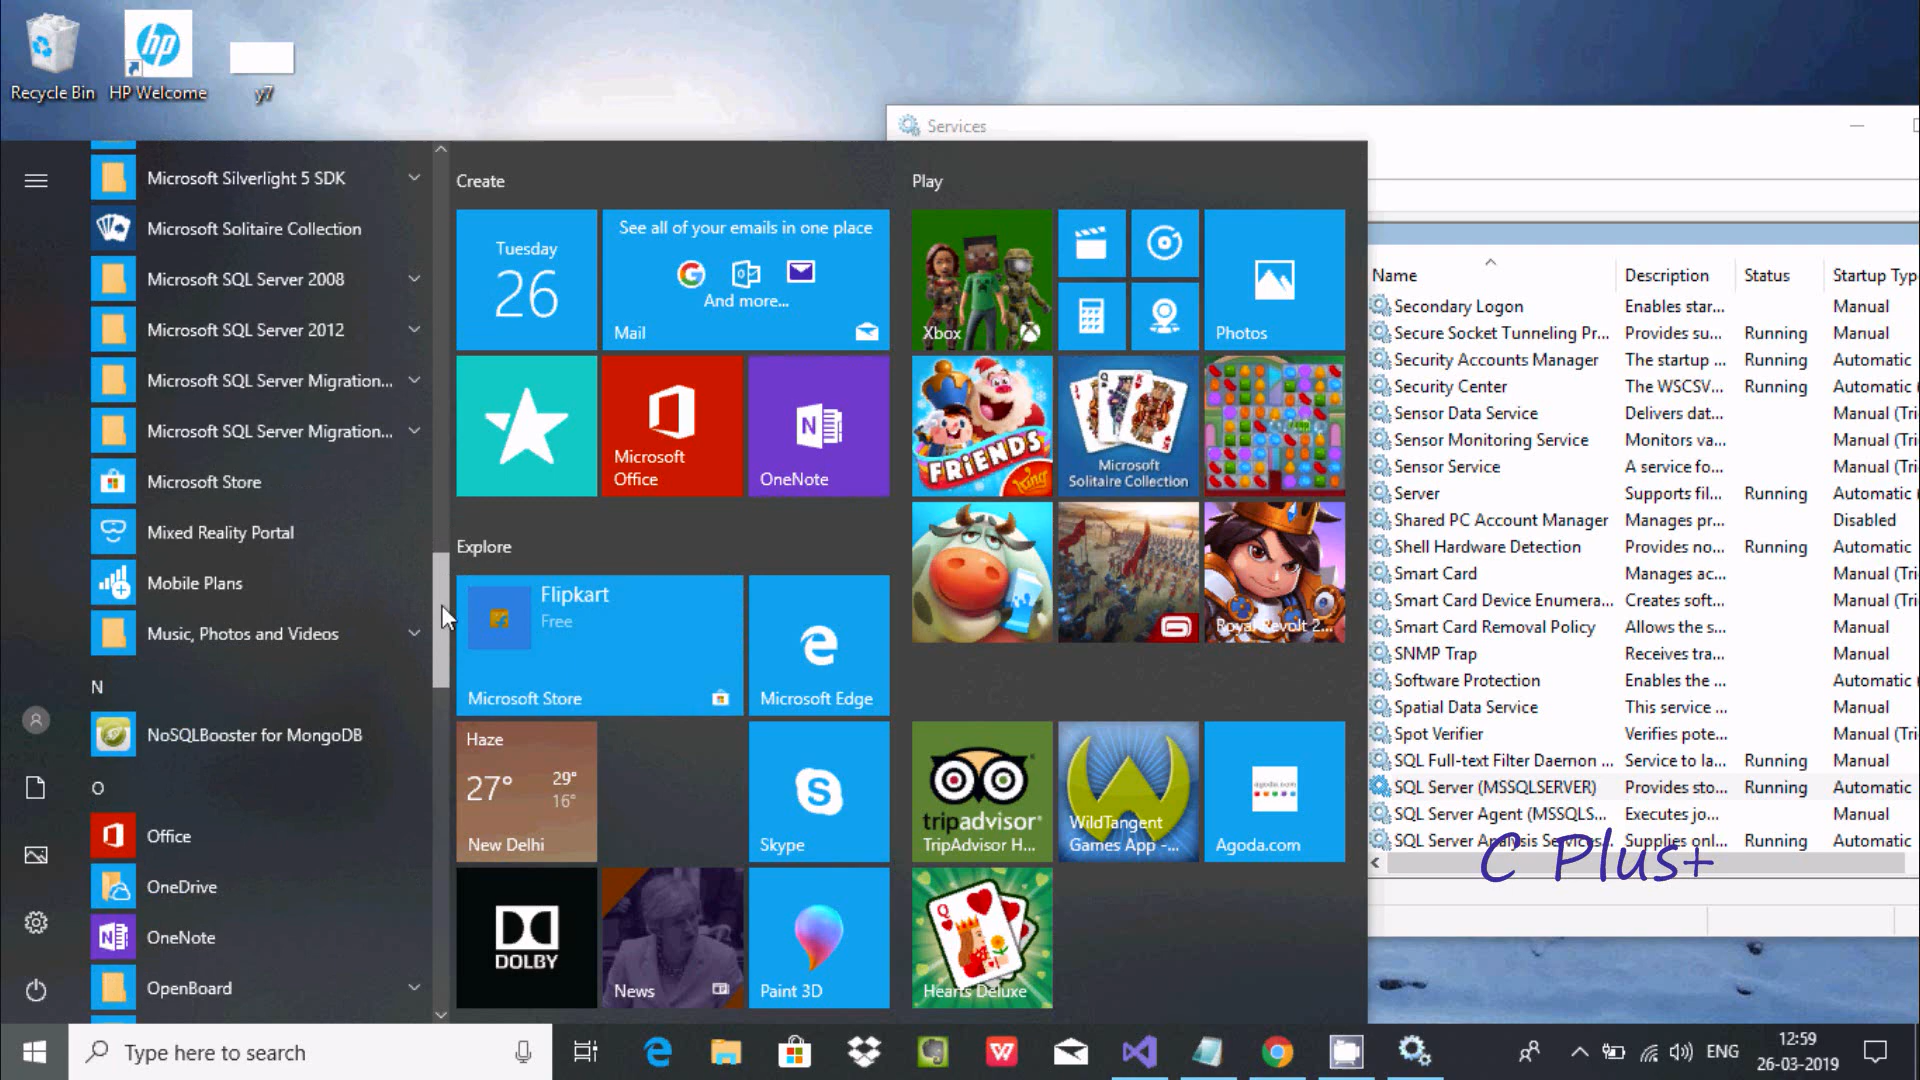 Recycle Bin
HP Welcome
y7
Services
Microsoft Silverlight 5 SDK
Microsoft Solitaire Collection
Microsoft SQL Server 2008
Microsoft SQL Server 2012
Microsoft SQL Server Migration...
Microsoft SQL Server Migration...
Microsoft Store
Mixed Reality Portal
Mobile Plans
Music, Photos and Videos
N
NoSQLBooster for MongoDB
O
Office
OneDrive
OneNote
OpenBoard
Create
Tuesday
26
See all of your emails in one place
And more...
Mail
Microsoft
Office
OneNote
Explore
Flipkart
Free
Microsoft Store
Microsoft Edge
Haze
27° 29°
16°
New Delhi
Skype
DOLBY
News
Paint 3D
Play
Xbox
Photos
FRIENDS
King
Microsoft
Solitaire Collection
Royal Revolt 2...
tripadvisor
TripAdvisor H...
WildTangent
Games App -...
agoda.com
Agoda.com
Hearts Deluxe
Name Description Status Startup Typ
Secondary Logon Enables star... Manual
Secure Socket Tunneling Pr... Provides su... Running Manual
Security Accounts Manager The startup ... Running Automatic
Security Center The WSCSV... Running Automatic (
Sensor Data Service Delivers dat... Manual (Tri
Sensor Monitoring Service Monitors va... Manual (Tri
Sensor Service A service fo... Manual (Tri
Server Supports fil... Running Automatic (
Shared PC Account Manager Manages pr... Disabled
Shell Hardware Detection Provides no... Running Automatic
Smart Card Manages ac... Manual (Tri
Smart Card Device Enumera... Creates soft... Manual (Tri
Smart Card Removal Policy Allows the s... Manual
SNMP Trap Receives tra... Manual
Software Protection Enables the ... Automatic (
Spatial Data Service This service ... Manual
Spot Verifier Verifies pote... Manual (Tri
SQL Full-text Filter Daemon ... Service to la... Running Manual
SQL Server (MSSQLSERVER) Provides sto... Running Automatic
SQL Server Agent (MSSQLS... Executes jo... Manual
SQL Server Analysis Services... Supplies onl... Running Automatic
C Plus+
Type here to search
ENG
12:59
26-03-2019